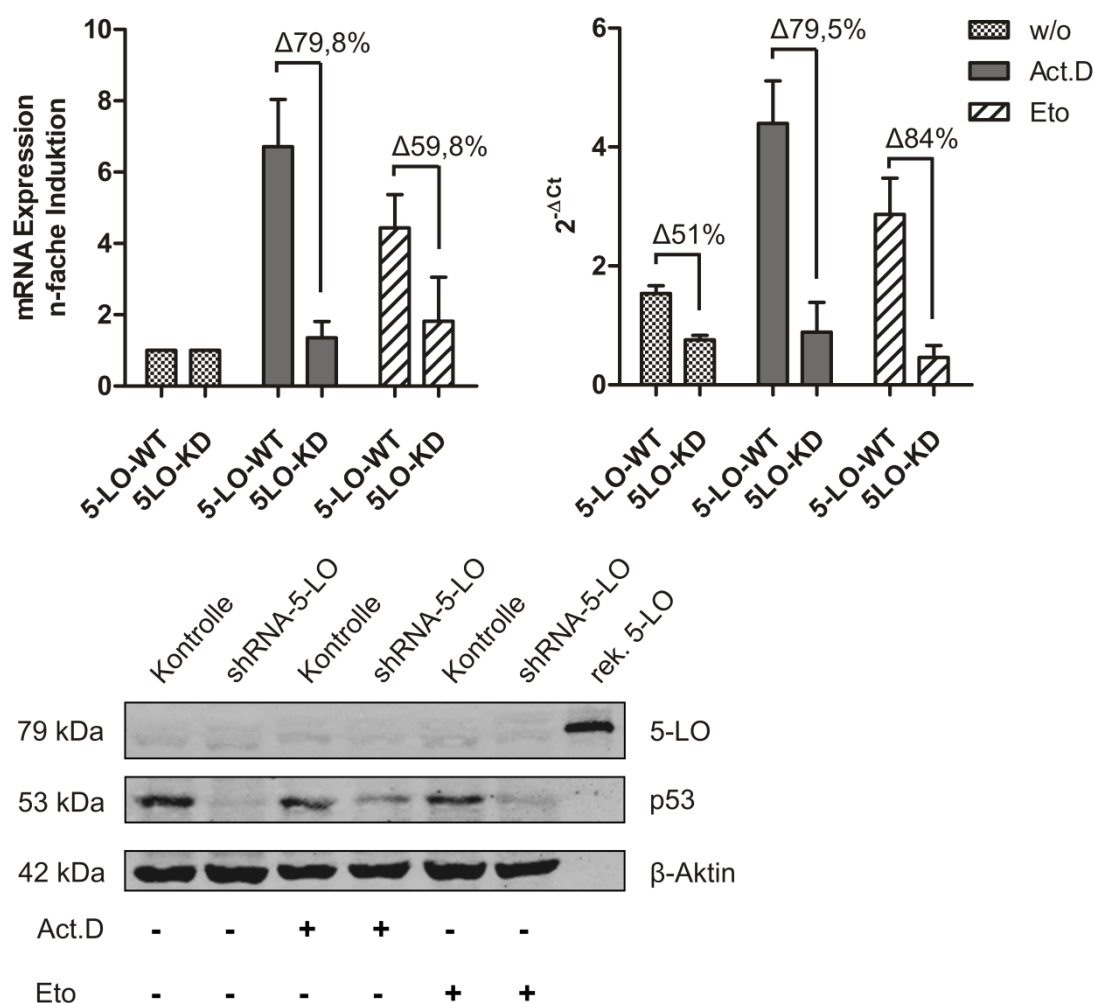 10
8
6
4
2
0
mRNA Expression
n-fache Induktion
Δ79,8%
Δ59,8%
5-LO-WT
5LO-KD
5-LO-WT
5LO-KD
5-LO-WT
5LO-KD
6
4
2
0
2^-ΔCt
Δ51%
Δ79,5%
Δ84%
5-LO-WT
5LO-KD
5-LO-WT
5LO-KD
5-LO-WT
5LO-KD
w/o
Act.D
Eto
Kontrolle
shRNA-5-LO
Kontrolle
shRNA-5-LO
Kontrolle
shRNA-5-LO
rek. 5-LO
79 kDa 5-LO
53 kDa p53
42 kDa β-Aktin
Act.D - - + + - -
Eto - - - - + +